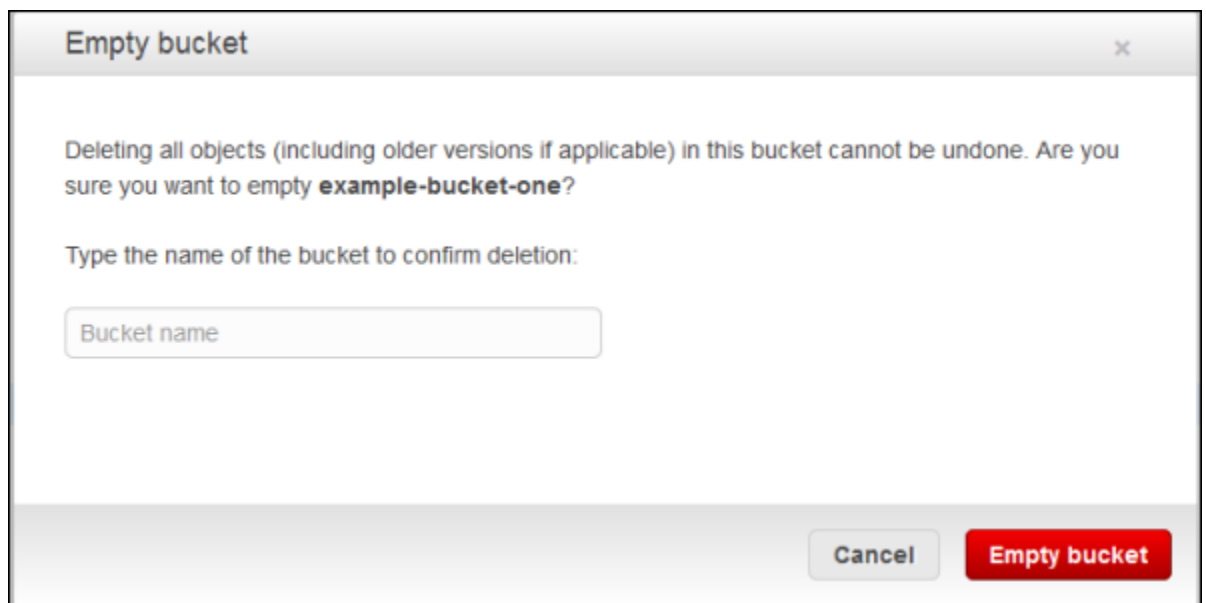 Empty bucket
×
Deleting all objects (including older versions if applicable) in this bucket cannot be undone. Are you
sure you want to empty example-bucket-one?
Type the name of the bucket to confirm deletion:
Bucket name
Cancel
Empty bucket